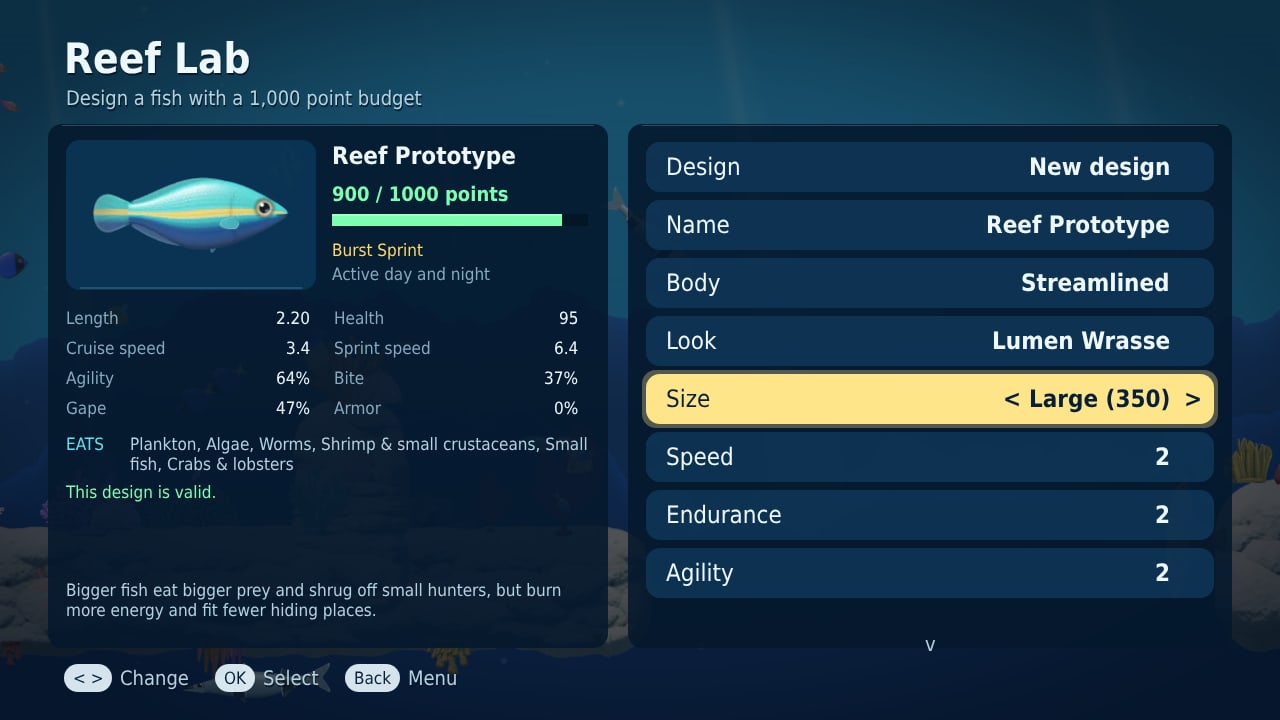 Reef Lab
Design a fish with a 1,000 point budget
Reef Prototype
900 / 1000 points
Burst Sprint
Active day and night
Length 2.20 Health 95
Cruise speed 3.4 Sprint speed 6.4
Agility 64% Bite 37%
Gape 47% Armor 0%
EATS Plankton, Algae, Worms, Shrimp & small crustaceans, Small
fish, Crabs & lobsters
This design is valid.
Bigger fish eat bigger prey and shrug off small hunters, but burn
more energy and fit fewer hiding places.
Design New design
Name Reef Prototype
Body Streamlined
Look Lumen Wrasse
Size < Large (350) >
Speed 2
Endurance 2
Agility 2
v
< > Change OK Select Back Menu